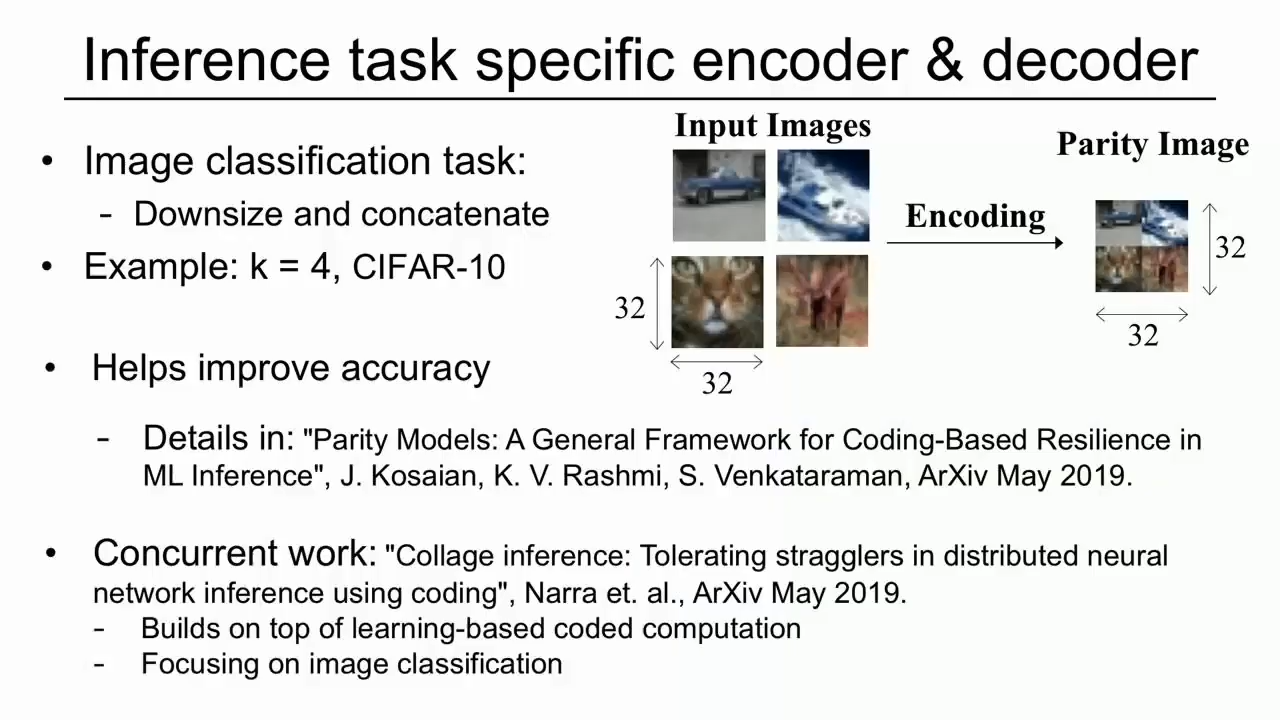 Inference task specific encoder & decoder
• Image classification task:
- Downsize and concatenate
• Example: k = 4, CIFAR-10
• Helps improve accuracy
Input Images
32
32
Encoding
Parity Image
32
32
- Details in: "Parity Models: A General Framework for Coding-Based Resilience in
ML Inference", J. Kosaian, K. V. Rashmi, S. Venkataraman, ArXiv May 2019.
• Concurrent work: "Collage inference: Tolerating stragglers in distributed neural
network inference using coding", Narra et. al., ArXiv May 2019.
- Builds on top of learning-based coded computation
- Focusing on image classification